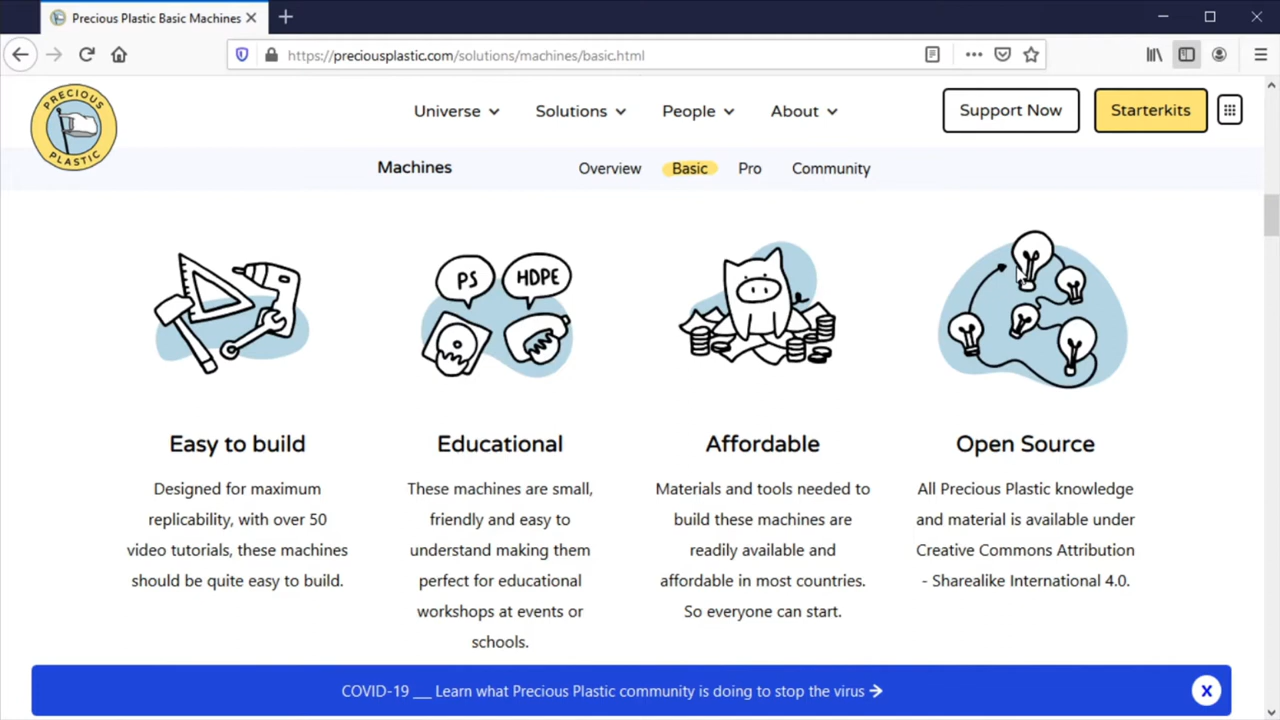 Precious Plastic Basic Machines
https://preciousplastic.com/solutions/machines/basic.html
PRECIOUS PLASTIC
Universe Solutions People About
Support Now Starterkits
Machines Overview Basic Pro Community
PS HDPE
Easy to build
Designed for maximum
replicability, with over 50
video tutorials, these machines
should be quite easy to build.
Educational
These machines are small,
friendly and easy to
understand making them
perfect for educational
workshops at events or
schools.
Affordable
Materials and tools needed to
build these machines are
readily available and
affordable in most countries.
So everyone can start.
Open Source
All Precious Plastic knowledge
and material is available under
Creative Commons Attribution
- Sharealike International 4.0.
COVID-19 ___ Learn what Precious Plastic community is doing to stop the virus →
X